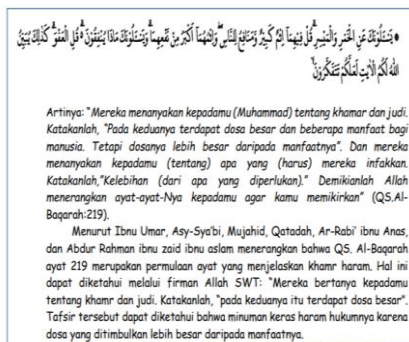 • يَسْـَٔلُونَكَ عَنِ الْخَمْرِ وَالْمَيْسِرِ قُلْ فِيهِمَآ اِثْمٌ كَبِيْرٌ وَّمَنَافِعُ لِلنَّاسِ وَاِثْمُهُمَآ اَكْبَرُ مِنْ نَّفْعِهِمَا وَيَسْـَٔلُونَكَ مَاذَا يُنْفِقُوْنَ قُلِ الْعَفْوَ كَذٰلِكَ يُبَيِّنُ
اللّٰهُ لَكُمُ الْاٰيٰتِ لَعَلَّكُمْ تَتَفَكَّرُوْنَ
Artinya: "Mereka menanyakan kepadamu (Muhammad) tentang khamar dan judi.
Katakanlah, "Pada keduanya terdapat dosa besar dan beberapa manfaat bagi
manusia. Tetapi dosanya lebih besar daripada manfaatnya". Dan mereka
menanyakan kepadamu (tentang) apa yang (harus) mereka infakkan.
Katakanlah,"Kelebihan (dari apa yang diperlukan)." Demikianlah Allah
menerangkan ayat-ayat-Nya kepadamu agar kamu memikirkan" (QS.Al-
Baqarah:219).
Menurut Ibnu Umar, Asy-Sya'bi, Mujahid, Qatadah, Ar-Rabi' ibnu Anas,
dan Abdur Rahman ibnu zaid ibnu aslam menerangkan bahwa QS. Al-Baqarah
ayat 219 merupakan permulaan ayat yang menjelaskan khamr haram. Hal ini
dapat diketahui melalui firman Allah SWT: "Mereka bertanya kepadamu
tentang khamr dan judi. Katakanlah, "pada keduanya itu terdapat dosa besar".
Tafsir tersebut dapat diketahui bahwa minuman keras haram hukumnya karena
dosa yang ditimbulkan lebih besar daripada manfaatnya.